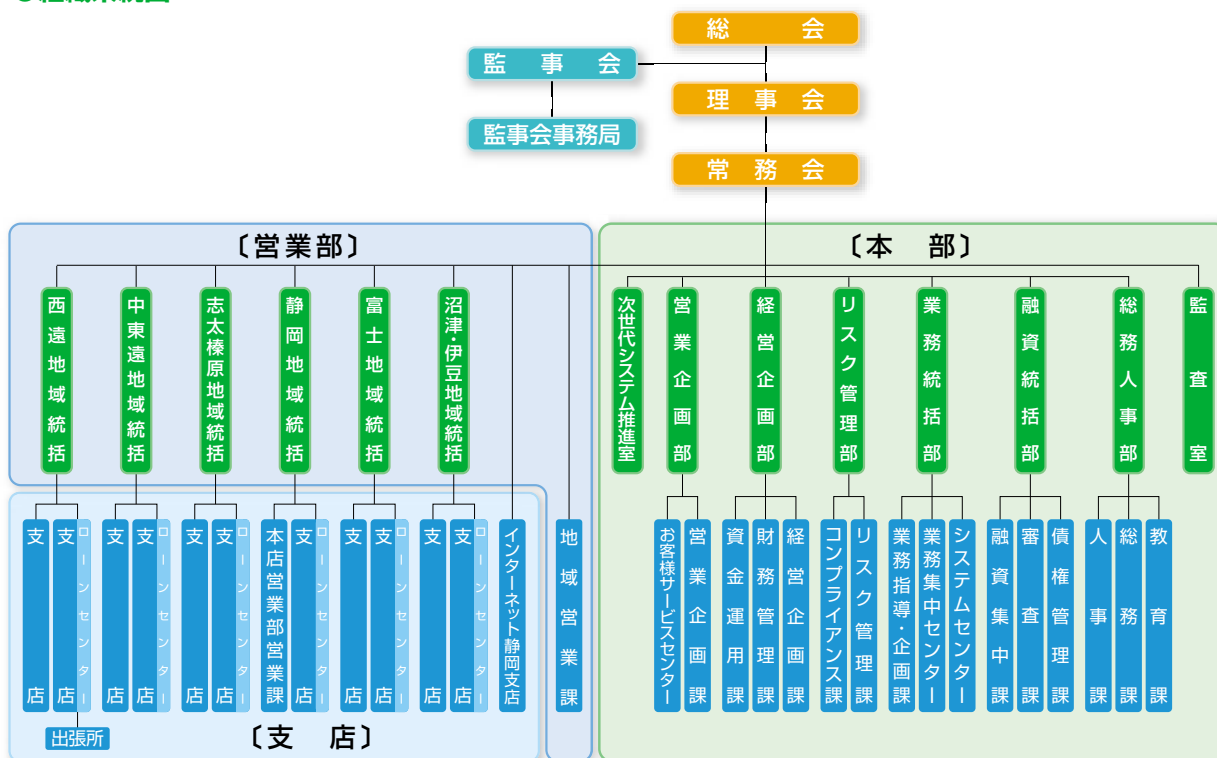 総会
監事会
理事会
監事会事務局
常務会
〔営業部〕
〔本 部〕
西遠地域統括
中東遠地域統括
志太榛原地域統括
静岡地域統括
富士地域統括
沼津・伊豆地域統括
次世代システム推進室
営業企画部
経営企画部
リスク管理部
業務統括部
融資統括部
総務人事部
監査室
支店
支店
ローンセンター
支店
支店
ローンセンター
支店
支店
ローンセンター
本店営業部営業課
支店
ローンセンター
支店
支店
ローンセンター
支店
支店
ローンセンター
インターネット静岡支店
地域営業課
お客様サービスセンター
営業企画課
資金運用課
財務管理課
経営企画課
コンプライアンス課
リスク管理課
業務指導・企画課
業務集中センター
システムセンター
融資集中課
審査課
債権管理課
人事課
総務課
教育課
出張所
〔支 店〕